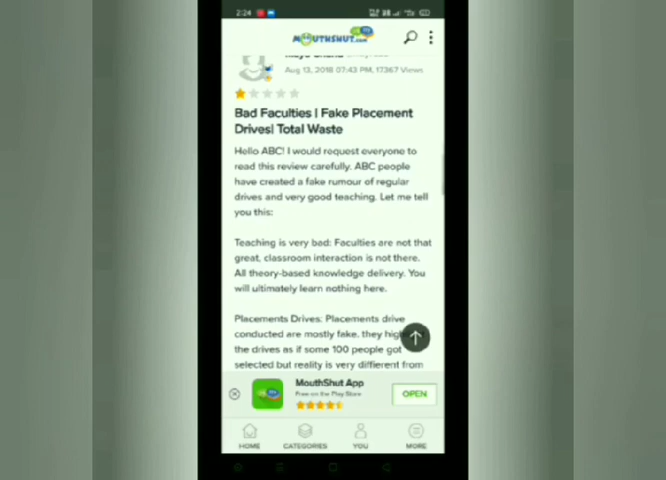 2:24
MOUTHSHUT.COM
Aug 13, 2018 07:43 PM, 17367 Views
Bad Faculties | Fake Placement
Drives| Total Waste
Hello ABC! I would request everyone to
read this review carefully. ABC people
have created a fake rumour of regular
drives and very good teaching. Let me tell
you this:
Teaching is very bad: Faculties are not that
great, classroom interaction is not there.
All theory-based knowledge delivery. You
will ultimately learn nothing here.
Placements Drives: Placements drive
conducted are mostly fake. they
the drives as if some 100 people got
selected but reality is very different from
MouthShut App
Free on the Play Store
OPEN
HOME
CATEGORIES
YOU
MORE